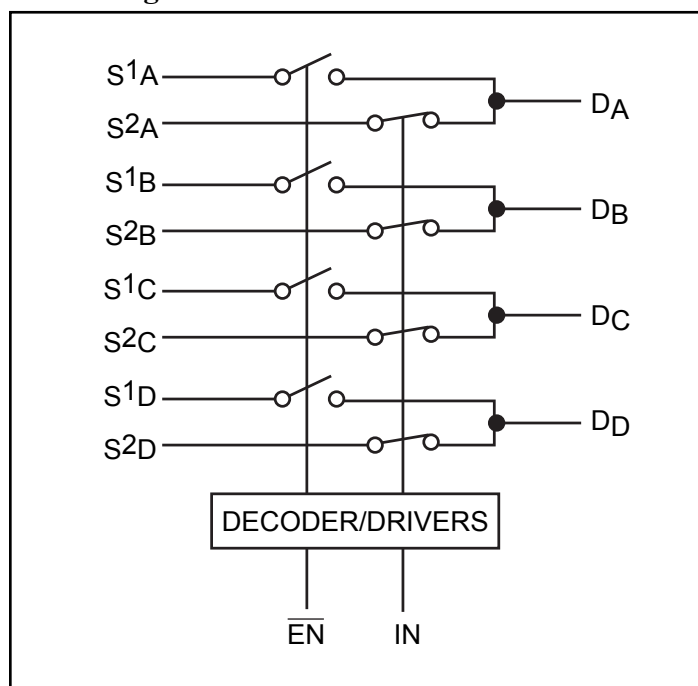 S1A
DA
S2A
S1B
DB
S2B
S1C
DC
S2C
S1D
DD
S2D
DECODER/DRIVERS
EN IN